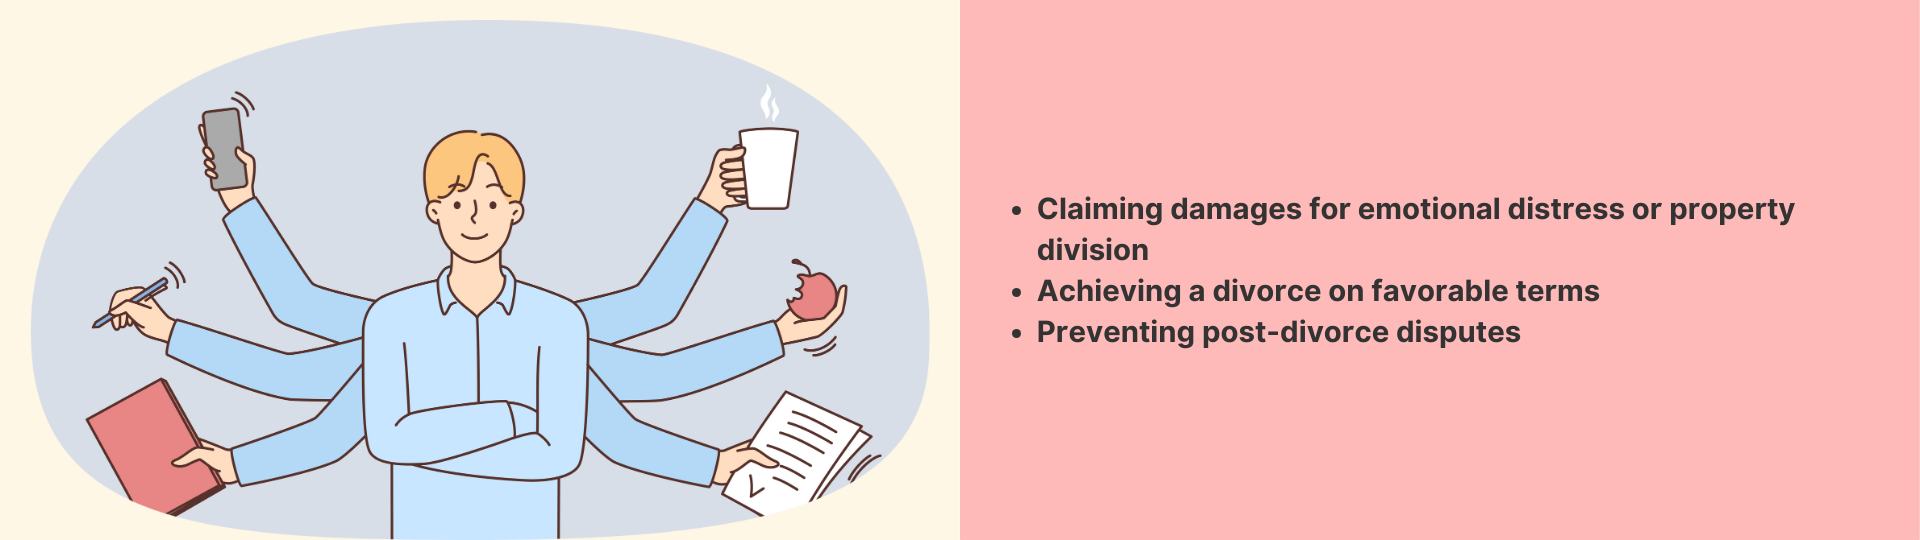 • Claiming damages for emotional distress or property
division
• Achieving a divorce on favorable terms
• Preventing post-divorce disputes